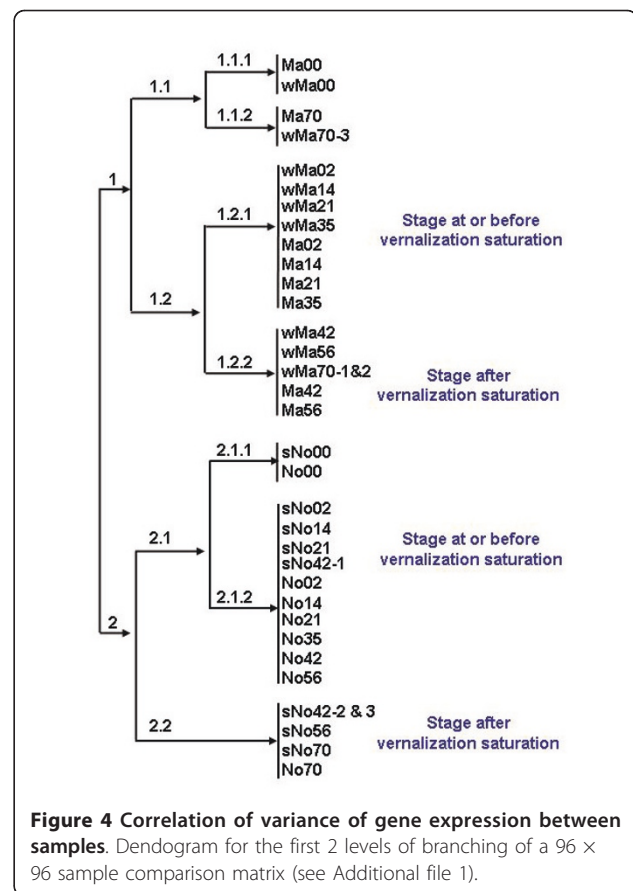 1.1.1
Ma00
wMa00
1.1
1.1.2
Ma70
wMa70-3
1
wMa02
wMa14
wMa21
1.2.1
wMa35
Ma02
Ma14
Ma21
Ma35
Stage at or before
vernalization saturation
1.2
wMa42
wMa56
1.2.2
wMa70-1&2
Ma42
Ma56
Stage after
vernalization saturation
2.1.1
sNo00
No00
2.1
sNo02
sNo14
sNo21
sNo42-1
No02
2.1.2
No14
No21
No35
No42
No56
Stage at or before
vernalization saturation
2
2.2
sNo42-2 & 3
sNo56
sNo70
No70
Stage after
vernalization saturation
Figure 4 Correlation of variance of gene expression between
samples. Dendogram for the first 2 levels of branching of a 96 ×
96 sample comparison matrix (see Additional file 1).